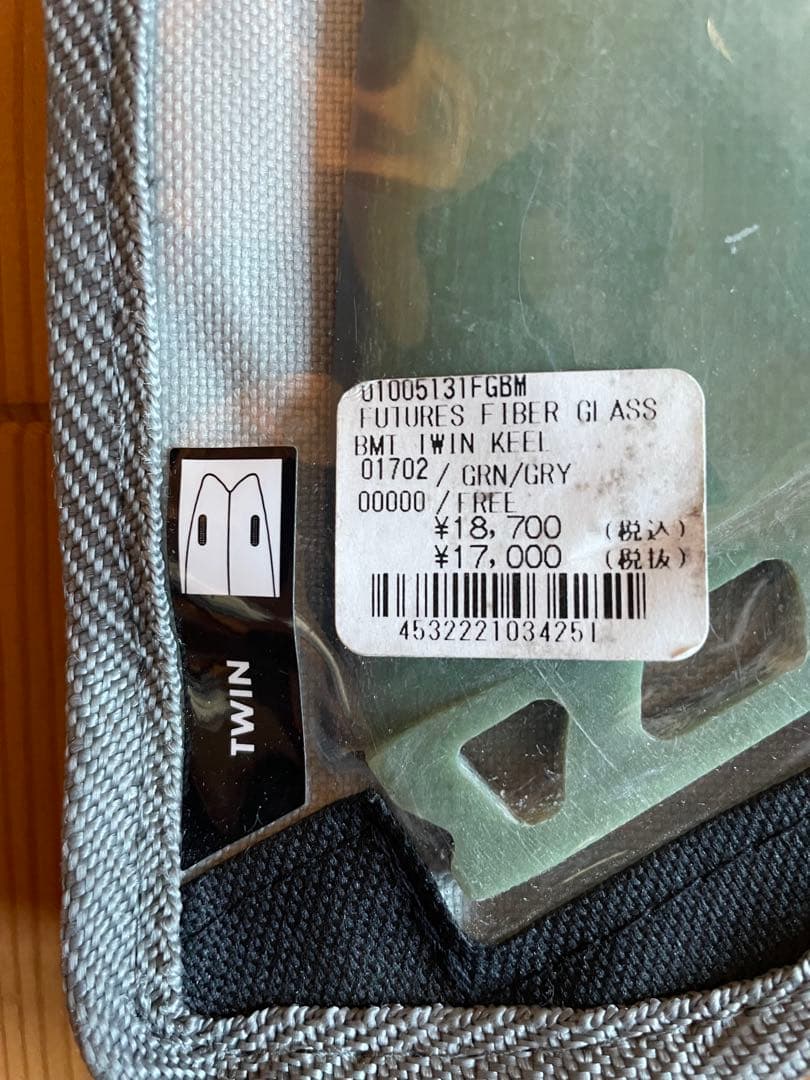 01005131FGBM
FUTURES FIBER GLASS
BMT TWIN KEEL
01702 / GRN/GRY
00000 / FREE
¥18,700 (税込)
¥17,000 (税抜)
4532221034251
TWIN